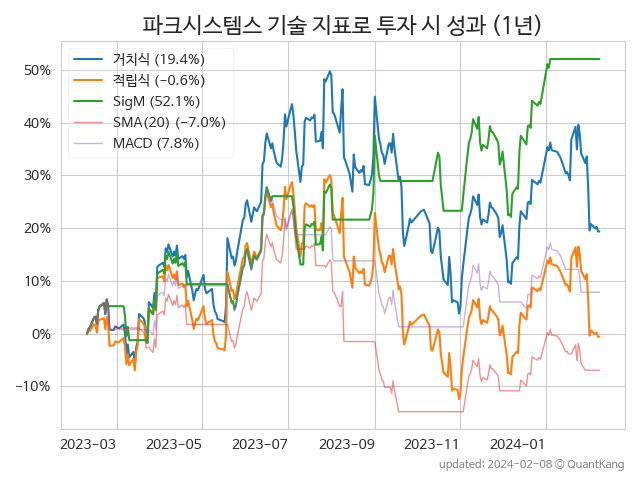 파크시스템스 기술 지표로 투자 시 성과 (1년)
거치식 (19.4%)
적립식 (−0.6%)
SigM (52.1%)
SMA(20) (−7.0%)
MACD (7.8%)
50%
40%
30%
20%
10%
0%
−10%
2023-03 2023-05 2023-07 2023-09 2023-11 2024-01
updated: 2024-02-08 @ QuantKang